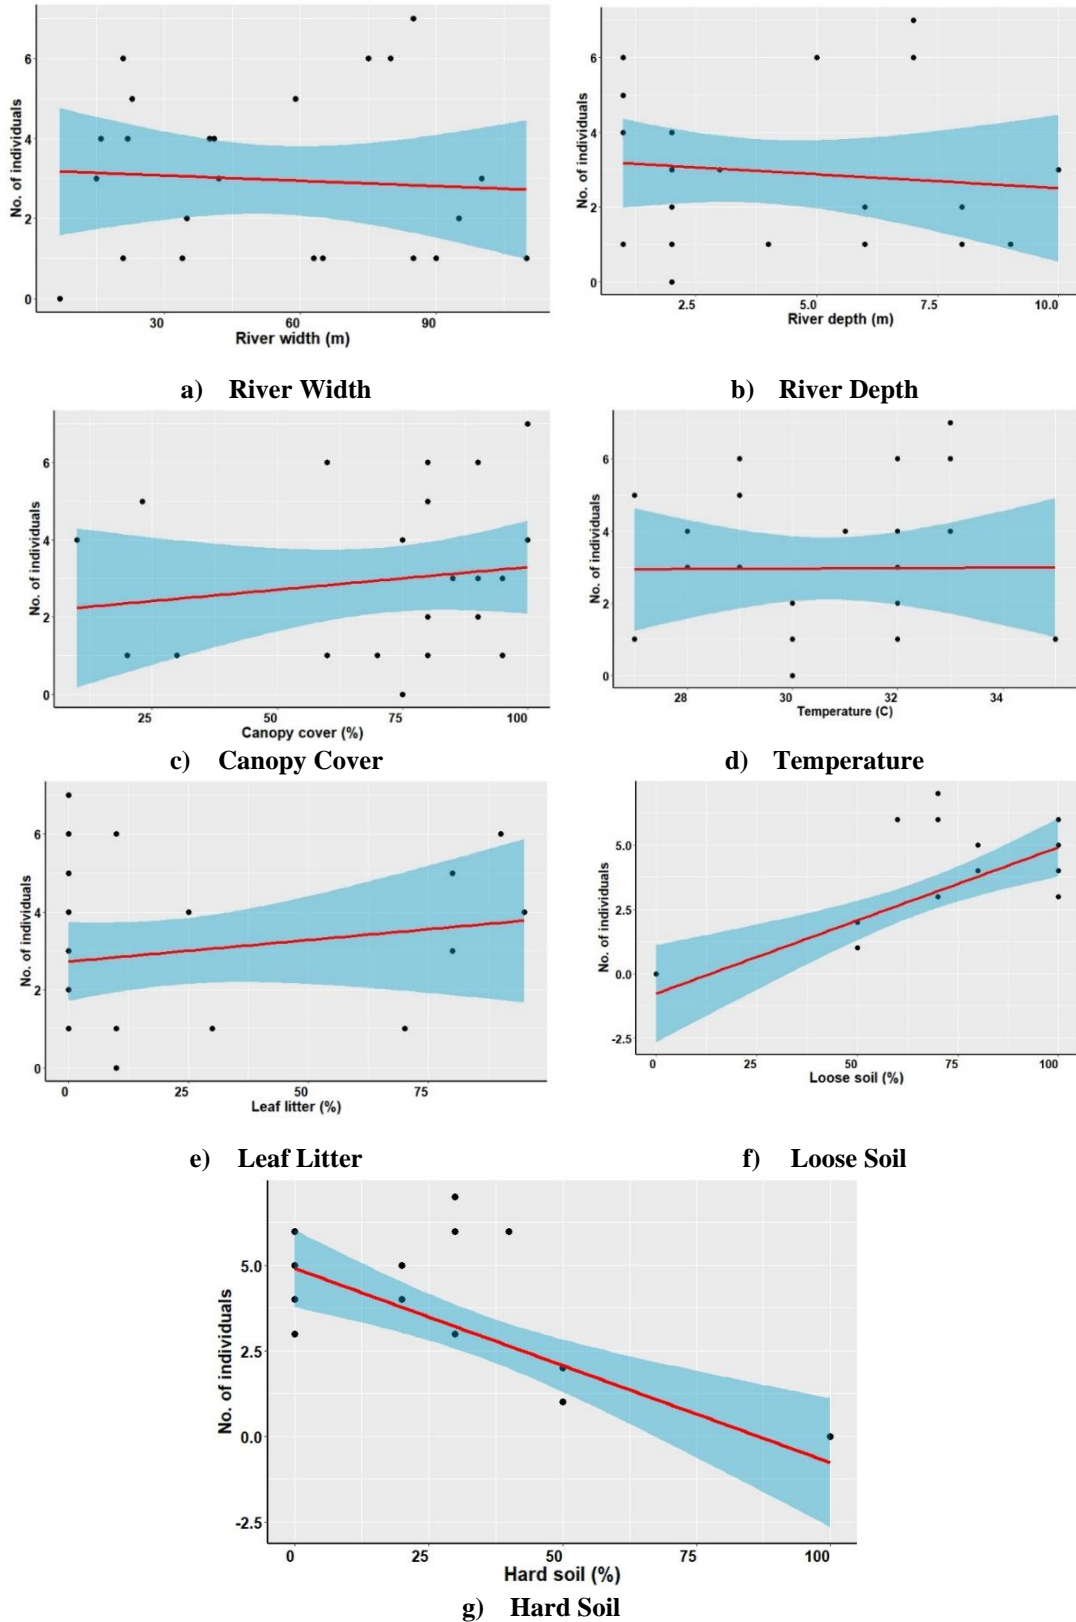 No. of individuals
6
4
2
0
30
60
90
River width (m)
a) River Width
No. of individuals
6
4
2
0
2.5
5.0
7.5
10.0
River depth (m)
b) River Depth
No. of individuals
6
4
2
0
25
50
75
100
Canopy cover (%)
c) Canopy Cover
No. of individuals
6
4
2
0
28
30
32
34
Temperature (C)
d) Temperature
No. of individuals
6
4
2
0
0
25
50
75
Leaf litter (%)
e) Leaf Litter
No. of individuals
5.0
2.5
0.0
-2.5
0
25
50
75
100
Loose soil (%)
f) Loose Soil
No. of individuals
5.0
2.5
0.0
-2.5
0
25
50
75
100
Hard soil (%)
g) Hard Soil